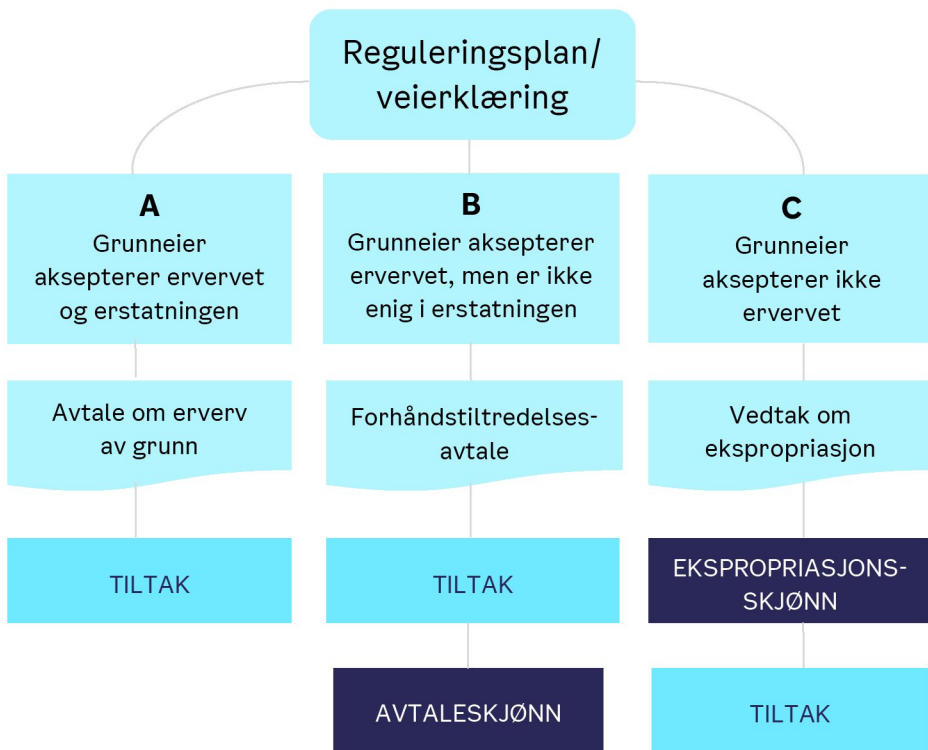 Reguleringsplan/
veierklæring
A
Grunneier
aksepterer ervervet
og erstatningen
Avtale om erverv
av grunn
TILTAK
B
Grunneier aksepterer
ervervet, men er ikke
enig i erstatningen
Forhåndstiltredelses-
avtale
TILTAK
AVTALESKJØNN
C
Grunneier
aksepterer ikke
ervervet
Vedtak om
ekspropriasjon
EKSPROPRIASJONS-
SKJØNN
TILTAK